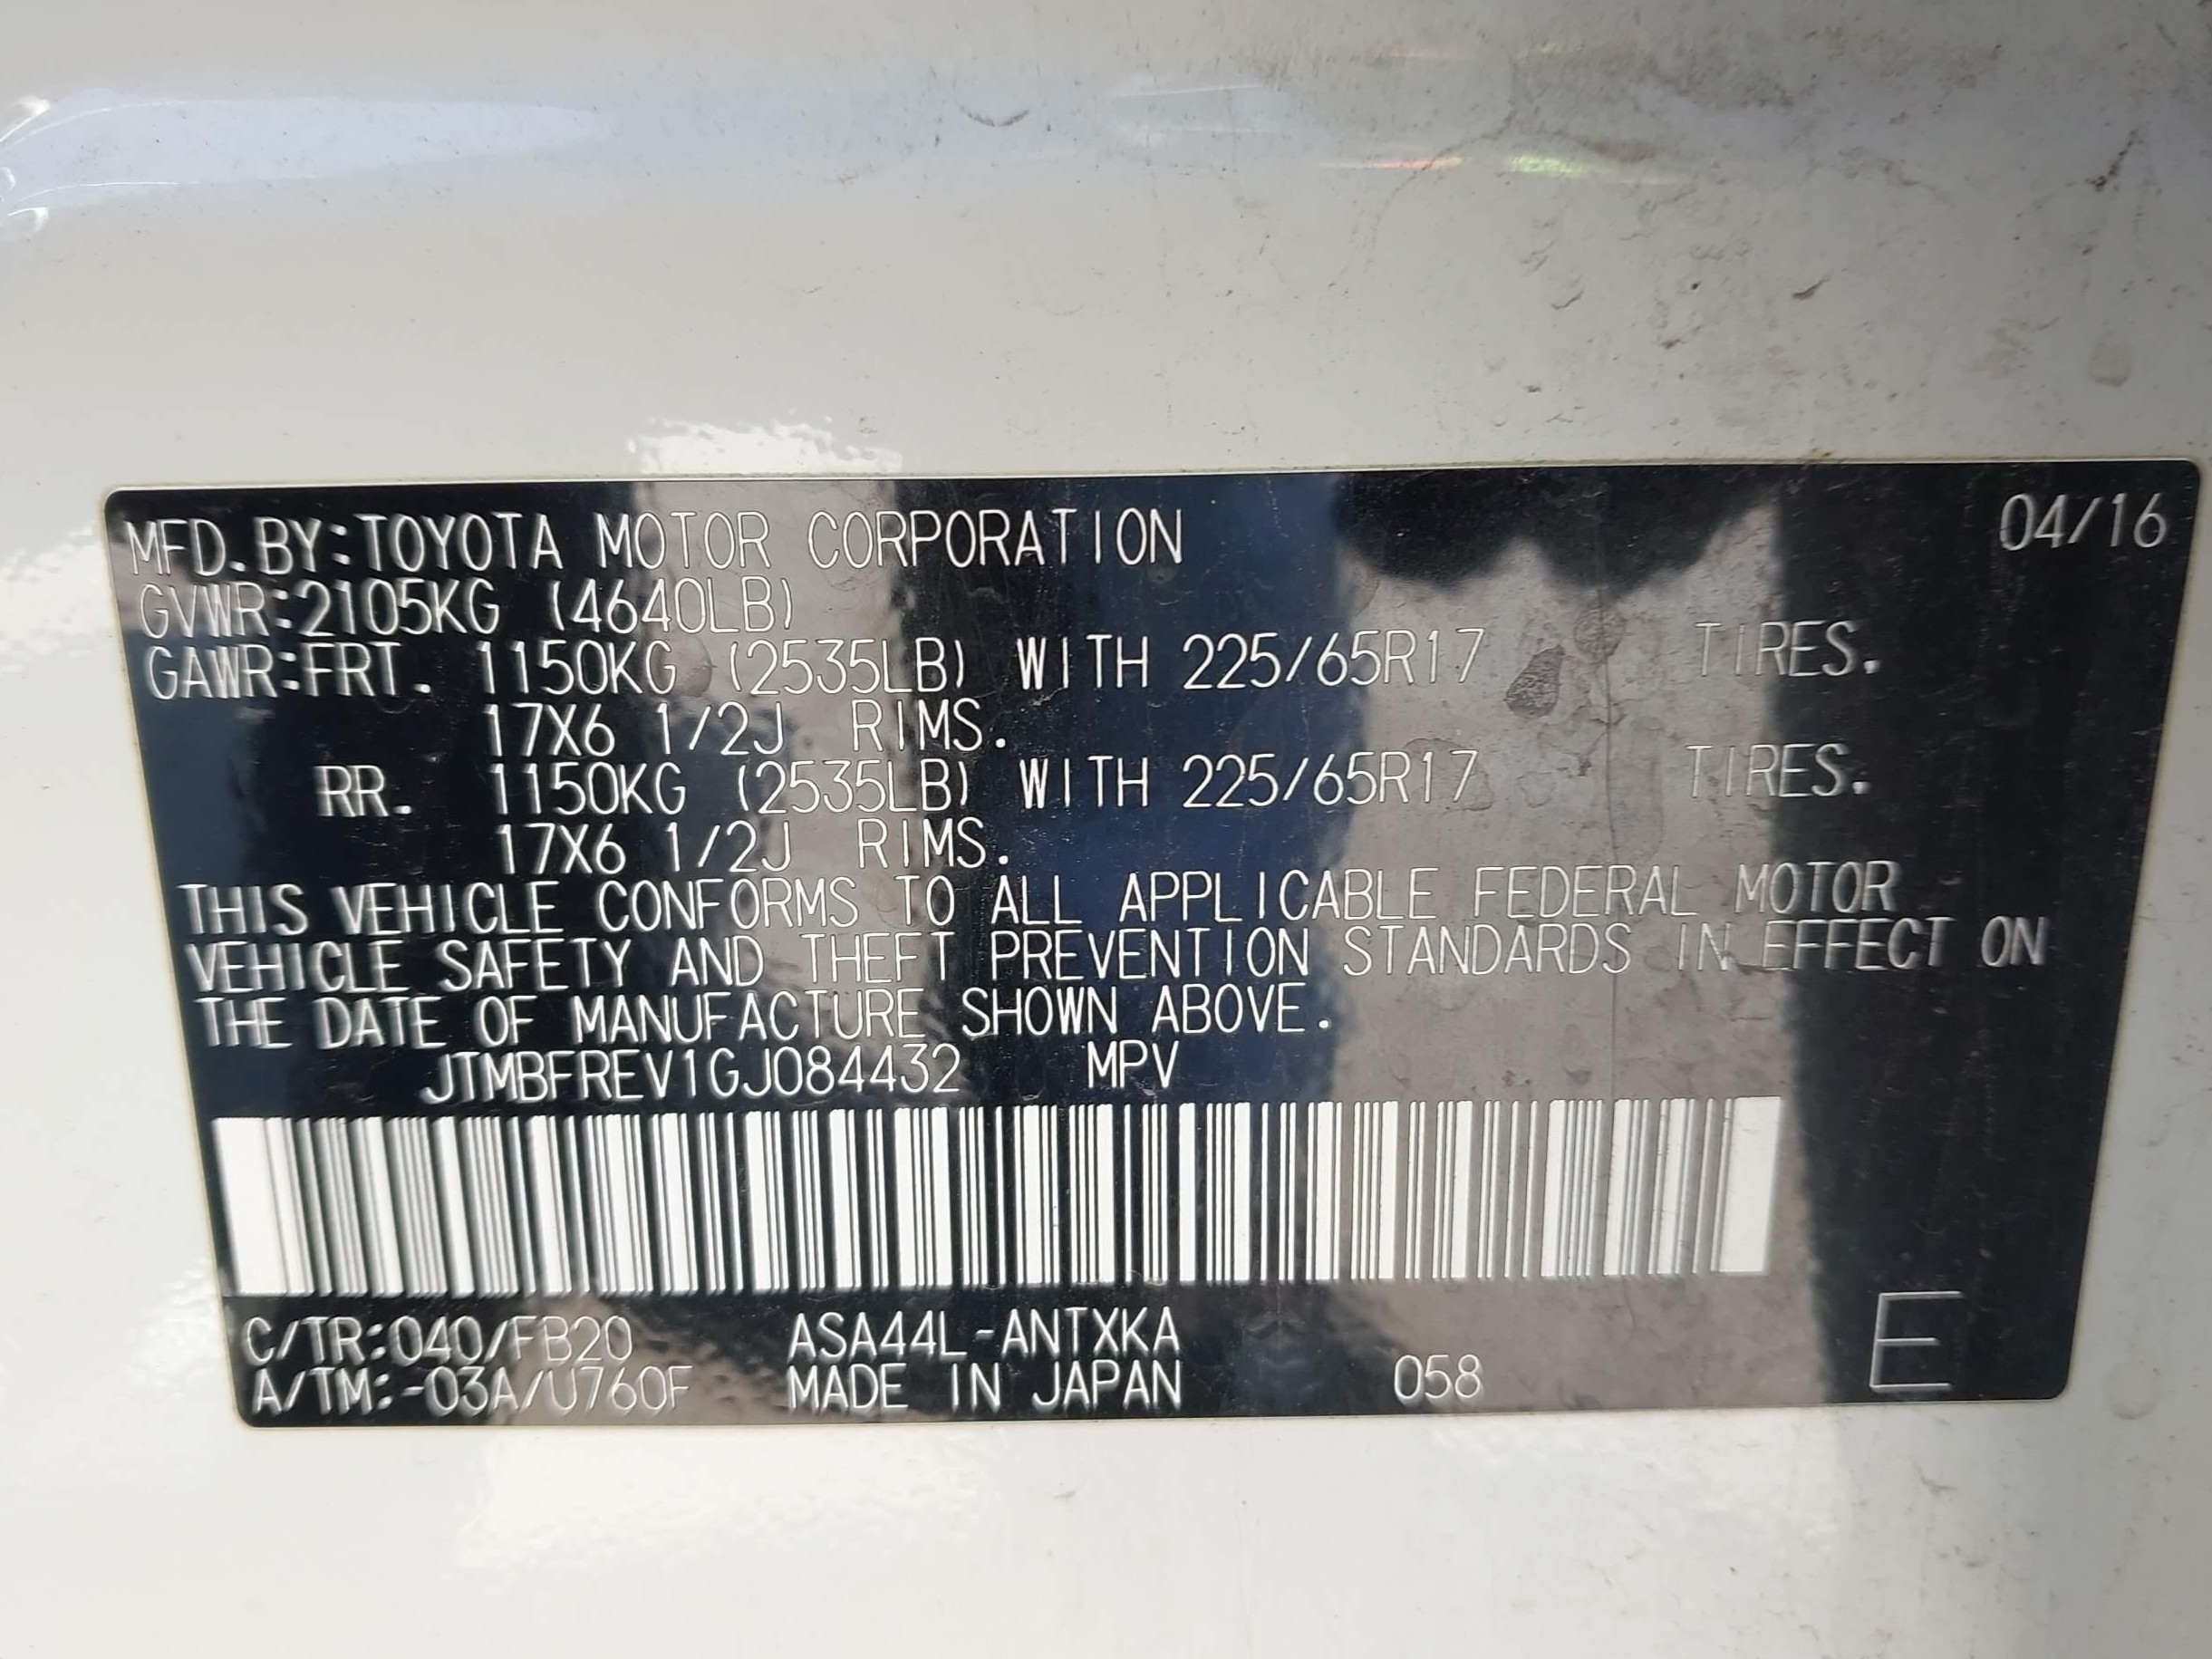 04/16
MFD.BY:TOYOTA MOTOR CORPORATION
GVWR:2105KG (4640LB)
GAWR:FRT. 1150KG (2535LB) WITH 225/65R17 TIRES.
17X6 1/2J RIMS.
RR. 1150KG (2535LB) WITH 225/65R17 TIRES.
17X6 1/2J RIMS.
THIS VEHICLE CONFORMS TO ALL APPLICABLE FEDERAL MOTOR
VEHICLE SAFETY AND THEFT PREVENTION STANDARDS IN EFFECT ON
THE DATE OF MANUFACTURE SHOWN ABOVE.
JTMBFREV1GJ084432 MPV
C/TR:040/FB20 ASA44L-ANTXKA
A/TM:-03A/U760F MADE IN JAPAN 058 E